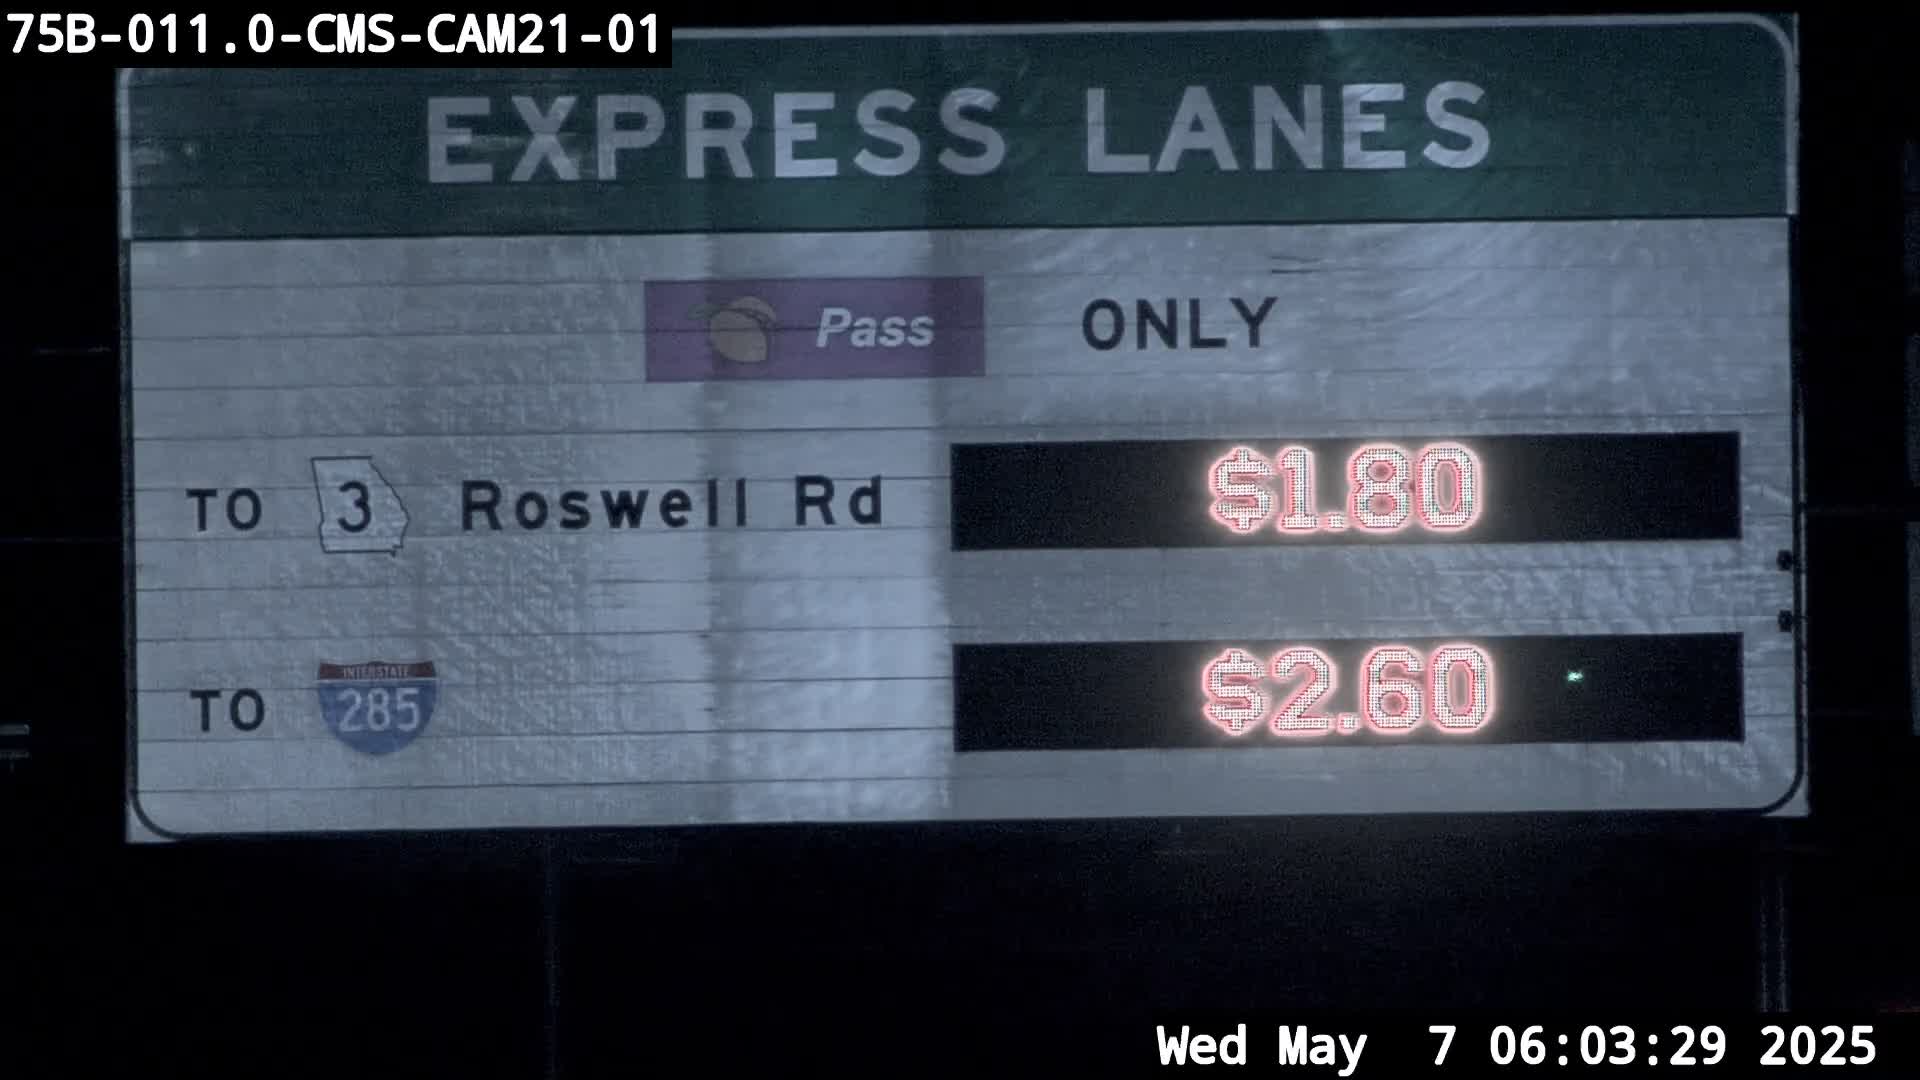 75B-011.0-CMS-CAM21-01
EXPRESS LANES
Pass ONLY
TO 3 Roswell Rd $1.80
INTERSTATE
TO 285 $2.60
Wed May 7 06:03:29 2025